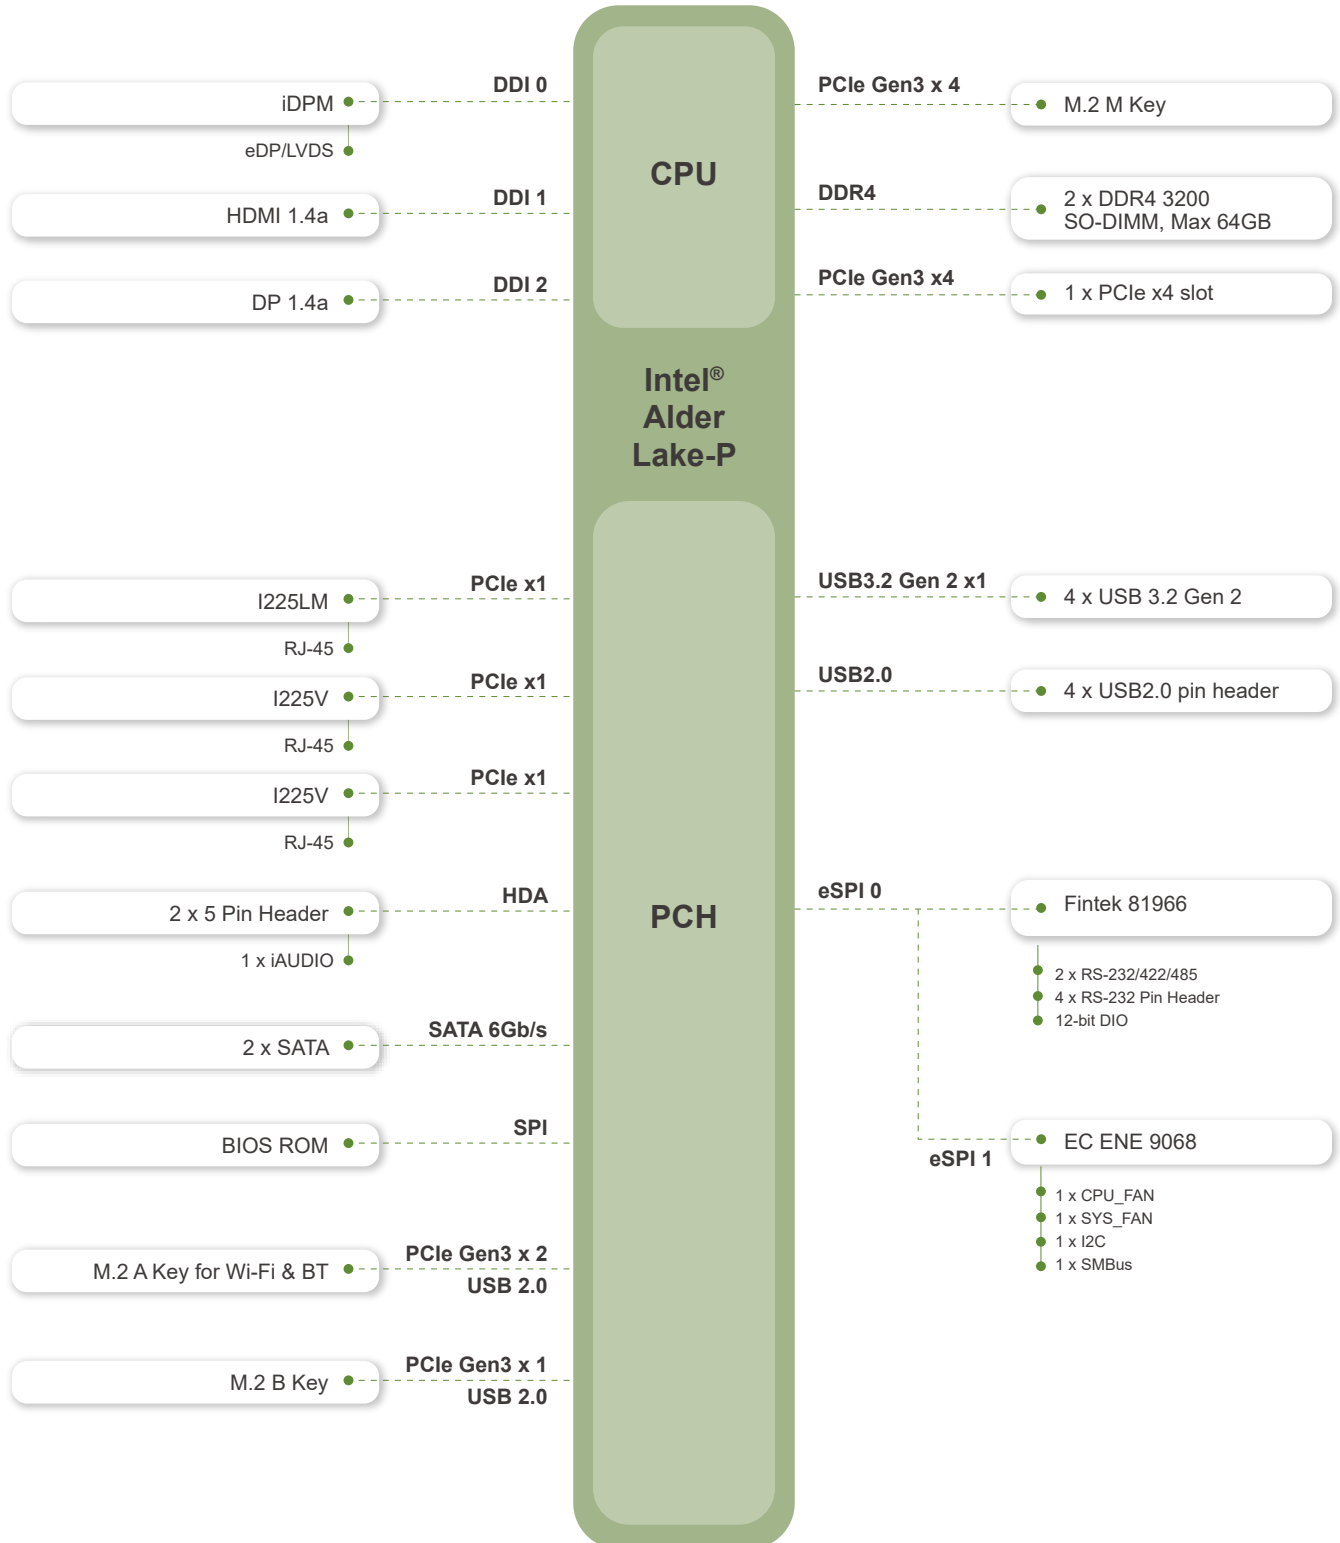 DDI 0
iDPM
eDP/LVDS
DDI 1
HDMI 1.4a
DDI 2
DP 1.4a
CPU
Intel®
Alder
Lake-P
PCIe Gen3 x 4
M.2 M Key
DDR4
2 x DDR4 3200
SO-DIMM, Max 64GB
PCIe Gen3 x4
1 x PCIe x4 slot
PCIe x1
I225LM
RJ-45
PCIe x1
I225V
RJ-45
PCIe x1
I225V
RJ-45
HDA
2 x 5 Pin Header
1 x iAUDIO
SATA 6Gb/s
2 x SATA
SPI
BIOS ROM
PCIe Gen3 x 2
M.2 A Key for Wi-Fi & BT
USB 2.0
PCIe Gen3 x 1
M.2 B Key
USB 2.0
PCH
USB3.2 Gen 2 x1
4 x USB 3.2 Gen 2
USB2.0
4 x USB2.0 pin header
eSPI 0
Fintek 81966
2 x RS-232/422/485
4 x RS-232 Pin Header
12-bit DIO
EC ENE 9068
eSPI 1
1 x CPU_FAN
1 x SYS_FAN
1 x I2C
1 x SMBus